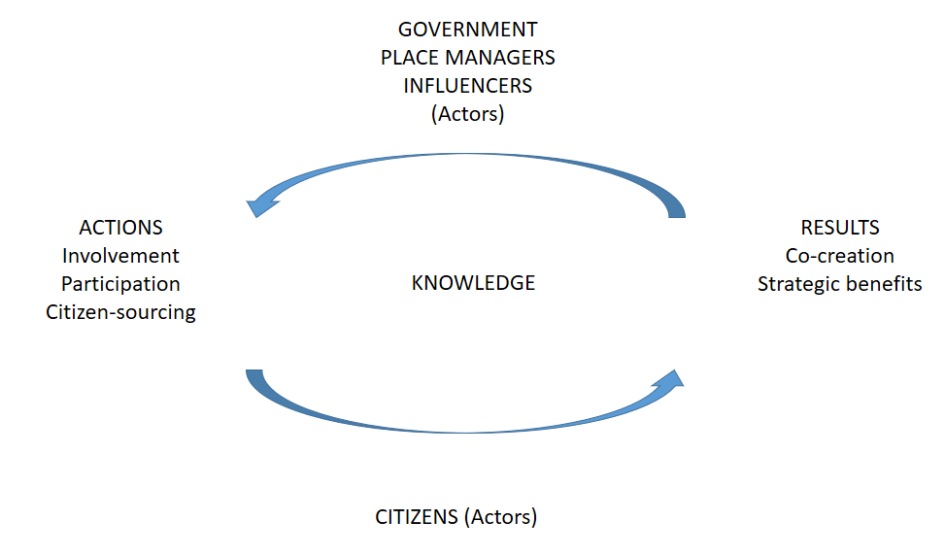 GOVERNMENT
PLACE MANAGERS
INFLUENCERS
(Actors)
ACTIONS
Involvement
Participation
Citizen-sourcing
KNOWLEDGE
RESULTS
Co-creation
Strategic benefits
CITIZENS (Actors)